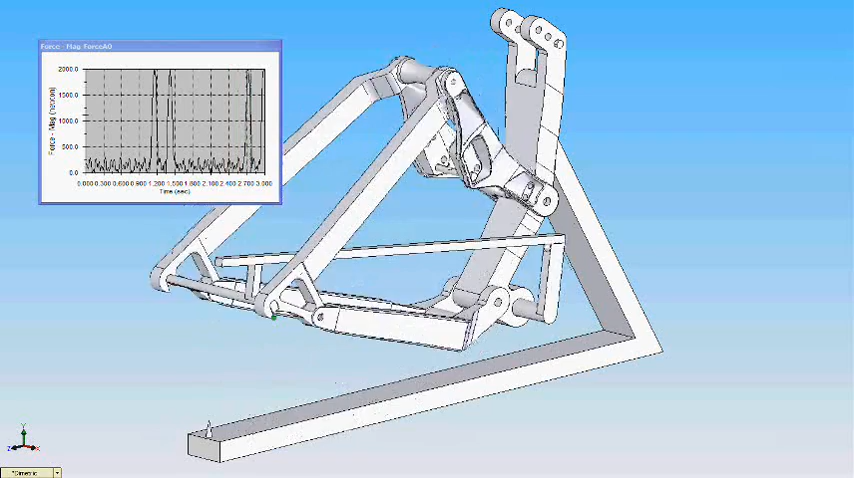 Force - Mag ForceAO
2000.0
1500.0
1000.0
500.0
0.0
Force - Mag (newton)
0.000 0.300 0.600 0.900 1.200 1.500 1.800 2.100 2.400 2.700 3.000
Time (sec)
Y
Z X
*Dimetric